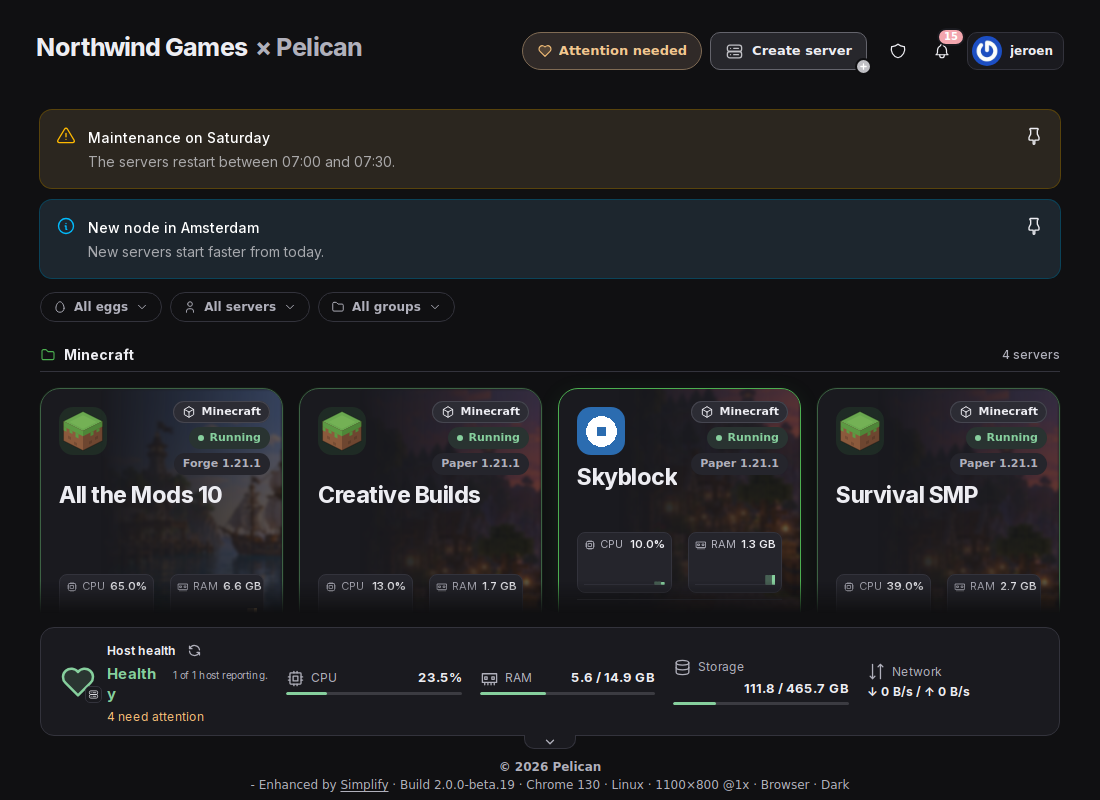 Northwind Games × Pelican
Attention needed
Create server
15
jeroen
Maintenance on Saturday
The servers restart between 07:00 and 07:30.
New node in Amsterdam
New servers start faster from today.
All eggs
All servers
All groups
Minecraft
4 servers
Minecraft
Running
Forge 1.21.1
All the Mods 10
CPU 65.0%
RAM 6.6 GB
Minecraft
Running
Paper 1.21.1
Creative Builds
CPU 13.0%
RAM 1.7 GB
Minecraft
Running
Paper 1.21.1
Skyblock
CPU 10.0%
RAM 1.3 GB
Minecraft
Running
Paper 1.21.1
Survival SMP
CPU 39.0%
RAM 2.7 GB
Host health
Health
y
1 of 1 host reporting.
4 need attention
CPU 23.5%
RAM 5.6 / 14.9 GB
Storage
111.8 / 465.7 GB
Network
↓ 0 B/s / ↑ 0 B/s
© 2026 Pelican
- Enhanced by Simplify · Build 2.0.0-beta.19 · Chrome 130 · Linux · 1100×800 @1x · Browser · Dark